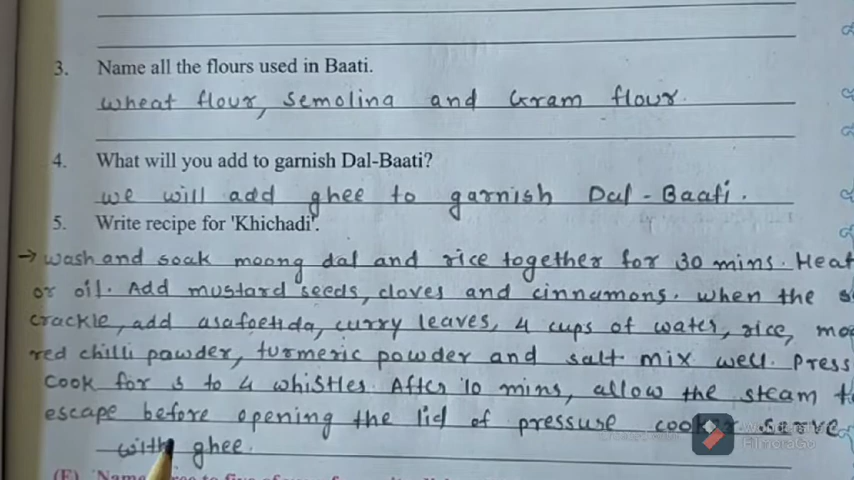 3. Name all the flours used in Baati.
wheat flour, semolina and Gram flour.
4. What will you add to garnish Dal-Baati?
we will add ghee to garnish Dal - Baati.
5. Write recipe for 'Khichadi'.
→ wash and soak moong dal and rice together for 30 mins. Heat
or oil. Add mustard seeds, cloves and cinnamons. when the s
crackle, add asafoetida, curry leaves, 4 cups of water, rice, moo
red chilli powder, turmeric powder and salt mix well. Press
cook for 3 to 4 whistles. After 10 mins, allow the steam to
escape before opening the lid of pressure cooker serve
with ghee.
Wondershare
FilmoraGo
(E) Name